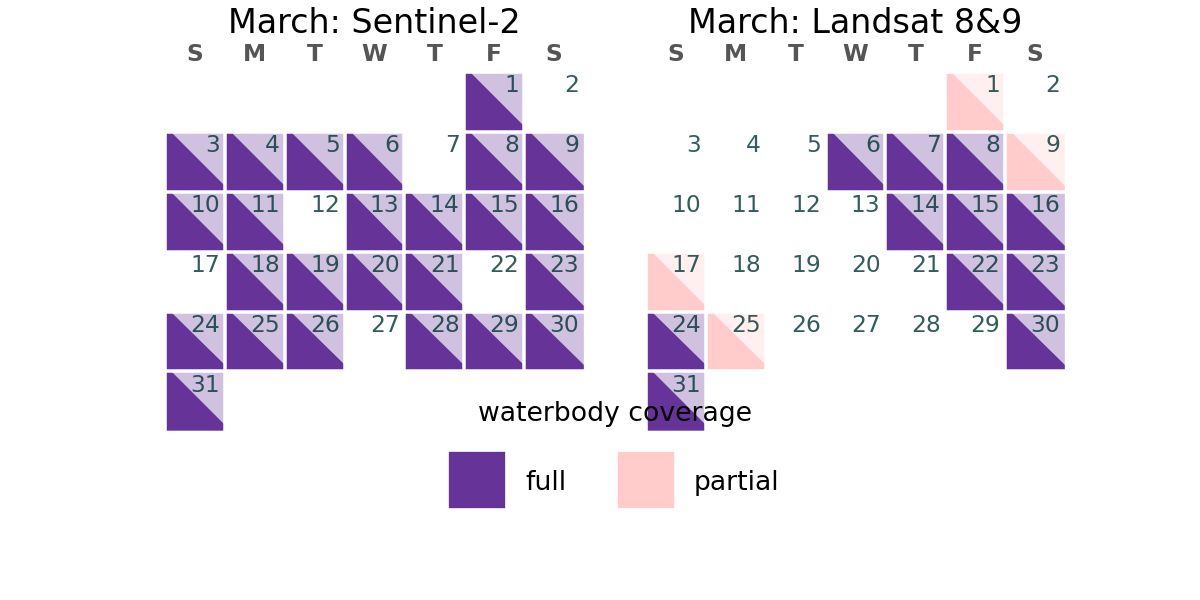 March: Sentinel-2
S M T W T F S
1 2
3 4 5 6 7 8 9
10 11 12 13 14 15 16
17 18 19 20 21 22 23
24 25 26 27 28 29 30
31
March: Landsat 8&9
S M T W T F S
1 2
3 4 5 6 7 8 9
10 11 12 13 14 15 16
17 18 19 20 21 22 23
24 25 26 27 28 29 30
31
waterbody coverage
full partial